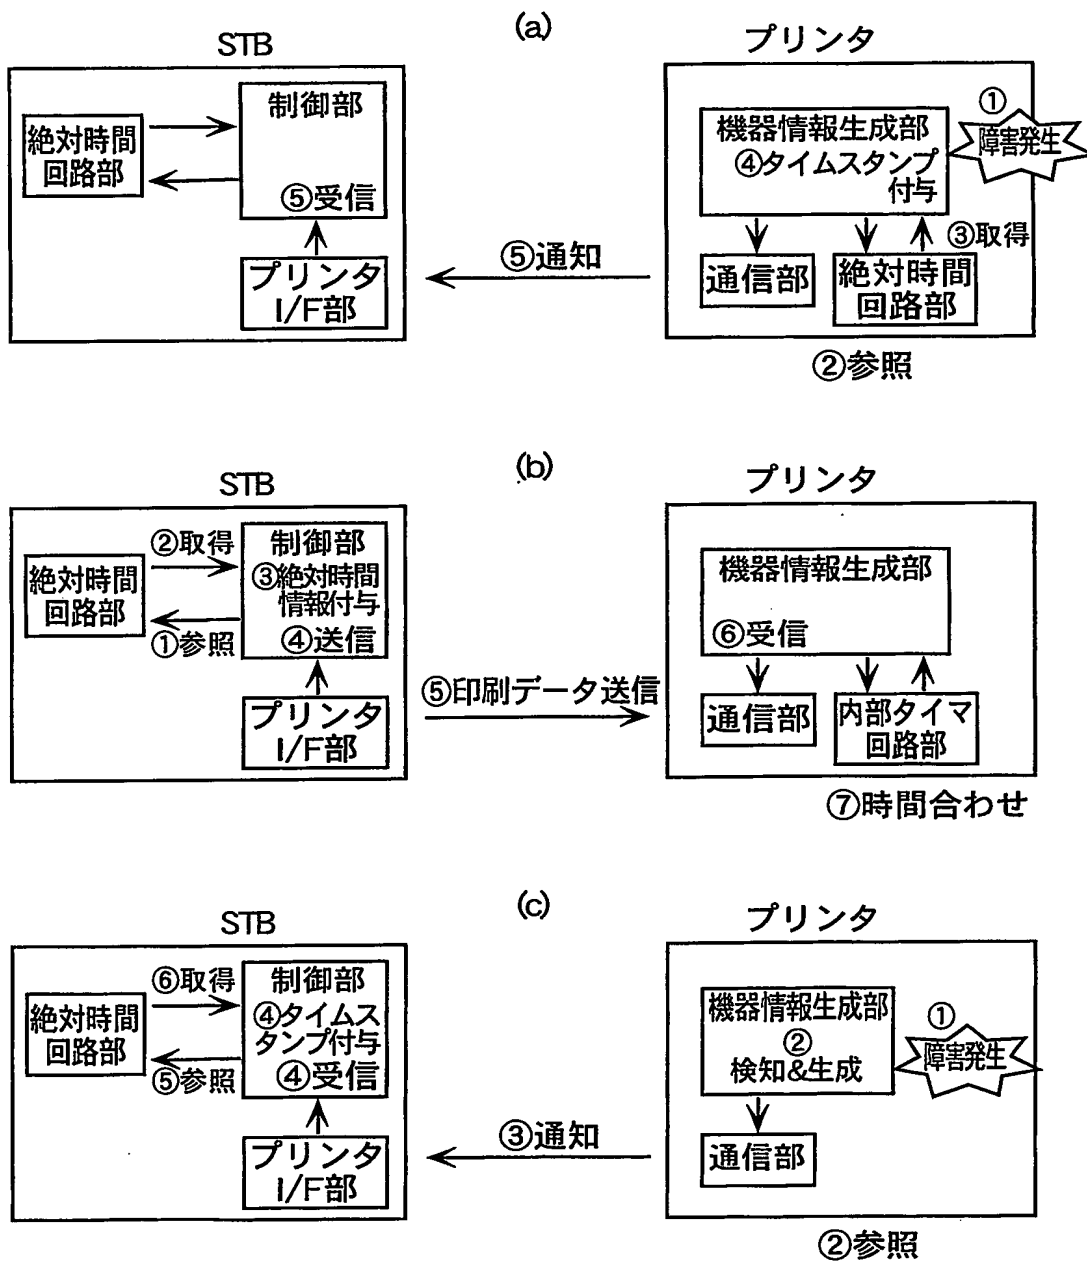 (a)
STB
プリンタ
絶対時間
回路部
制御部
⑤受信
プリンタ
I/F部
⑤通知
機器情報生成部
④タイムスタンプ
付与
①
障害発生
③取得
通信部
絶対時間
回路部
②参照
(b)
STB
プリンタ
②取得
絶対時間
回路部
①参照
制御部
③絶対時間
情報付与
④送信
プリンタ
I/F部
⑤印刷データ送信
機器情報生成部
⑥受信
通信部
内部タイマ
回路部
⑦時間合わせ
(c)
STB
プリンタ
⑥取得
絶対時間
回路部
⑤参照
制御部
④タイムス
タンプ付与
④受信
プリンタ
I/F部
③通知
機器情報生成部
②
検知&生成
①
障害発生
通信部
②参照